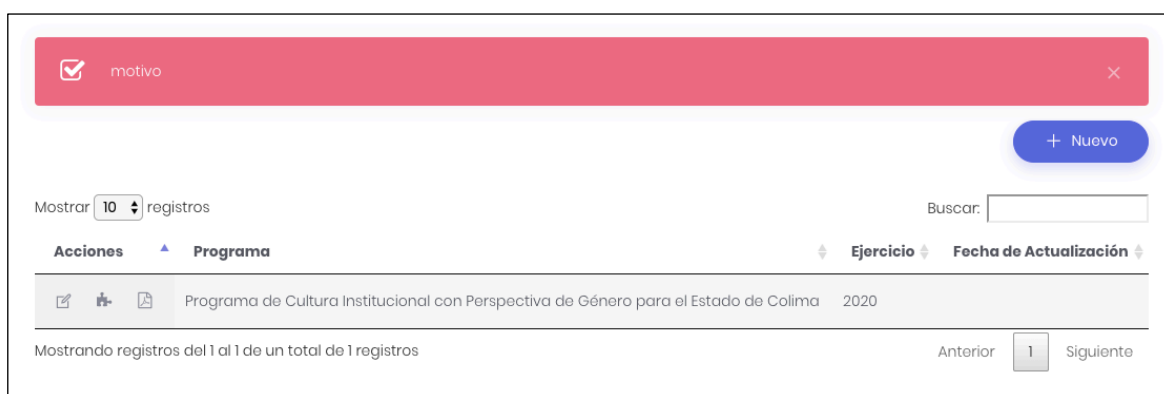 motivo
+ Nuevo
Mostrar 10 registros Buscar:
Acciones Programa Ejercicio Fecha de Actualización
Programa de Cultura Institucional con Perspectiva de Género para el Estado de Colima 2020
Mostrando registros del 1 al 1 de un total de 1 registros Anterior 1 Siguiente